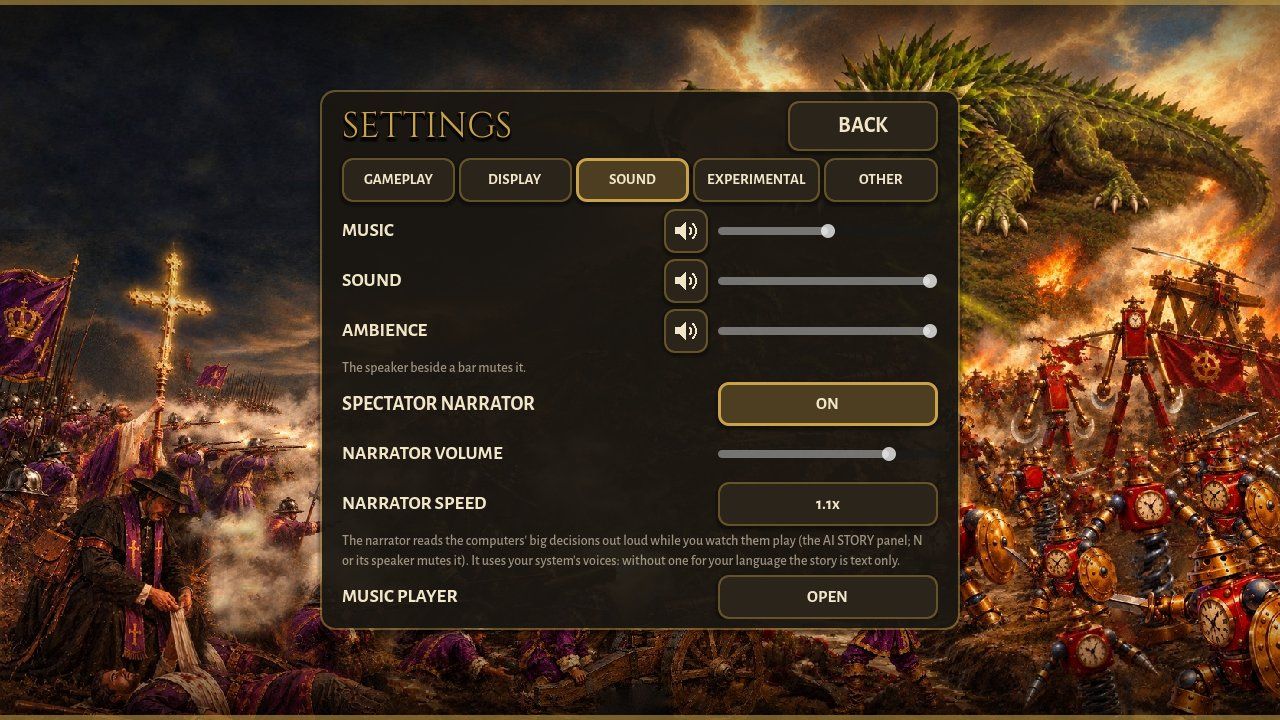 SETTINGS
BACK
GAMEPLAY
DISPLAY
SOUND
EXPERIMENTAL
OTHER
MUSIC
SOUND
AMBIENCE
The speaker beside a bar mutes it.
SPECTATOR NARRATOR
ON
NARRATOR VOLUME
NARRATOR SPEED
1.1x
The narrator reads the computers' big decisions out loud while you watch them play (the AI STORY panel; N
or its speaker mutes it). It uses your system's voices: without one for your language the story is text only.
MUSIC PLAYER
OPEN